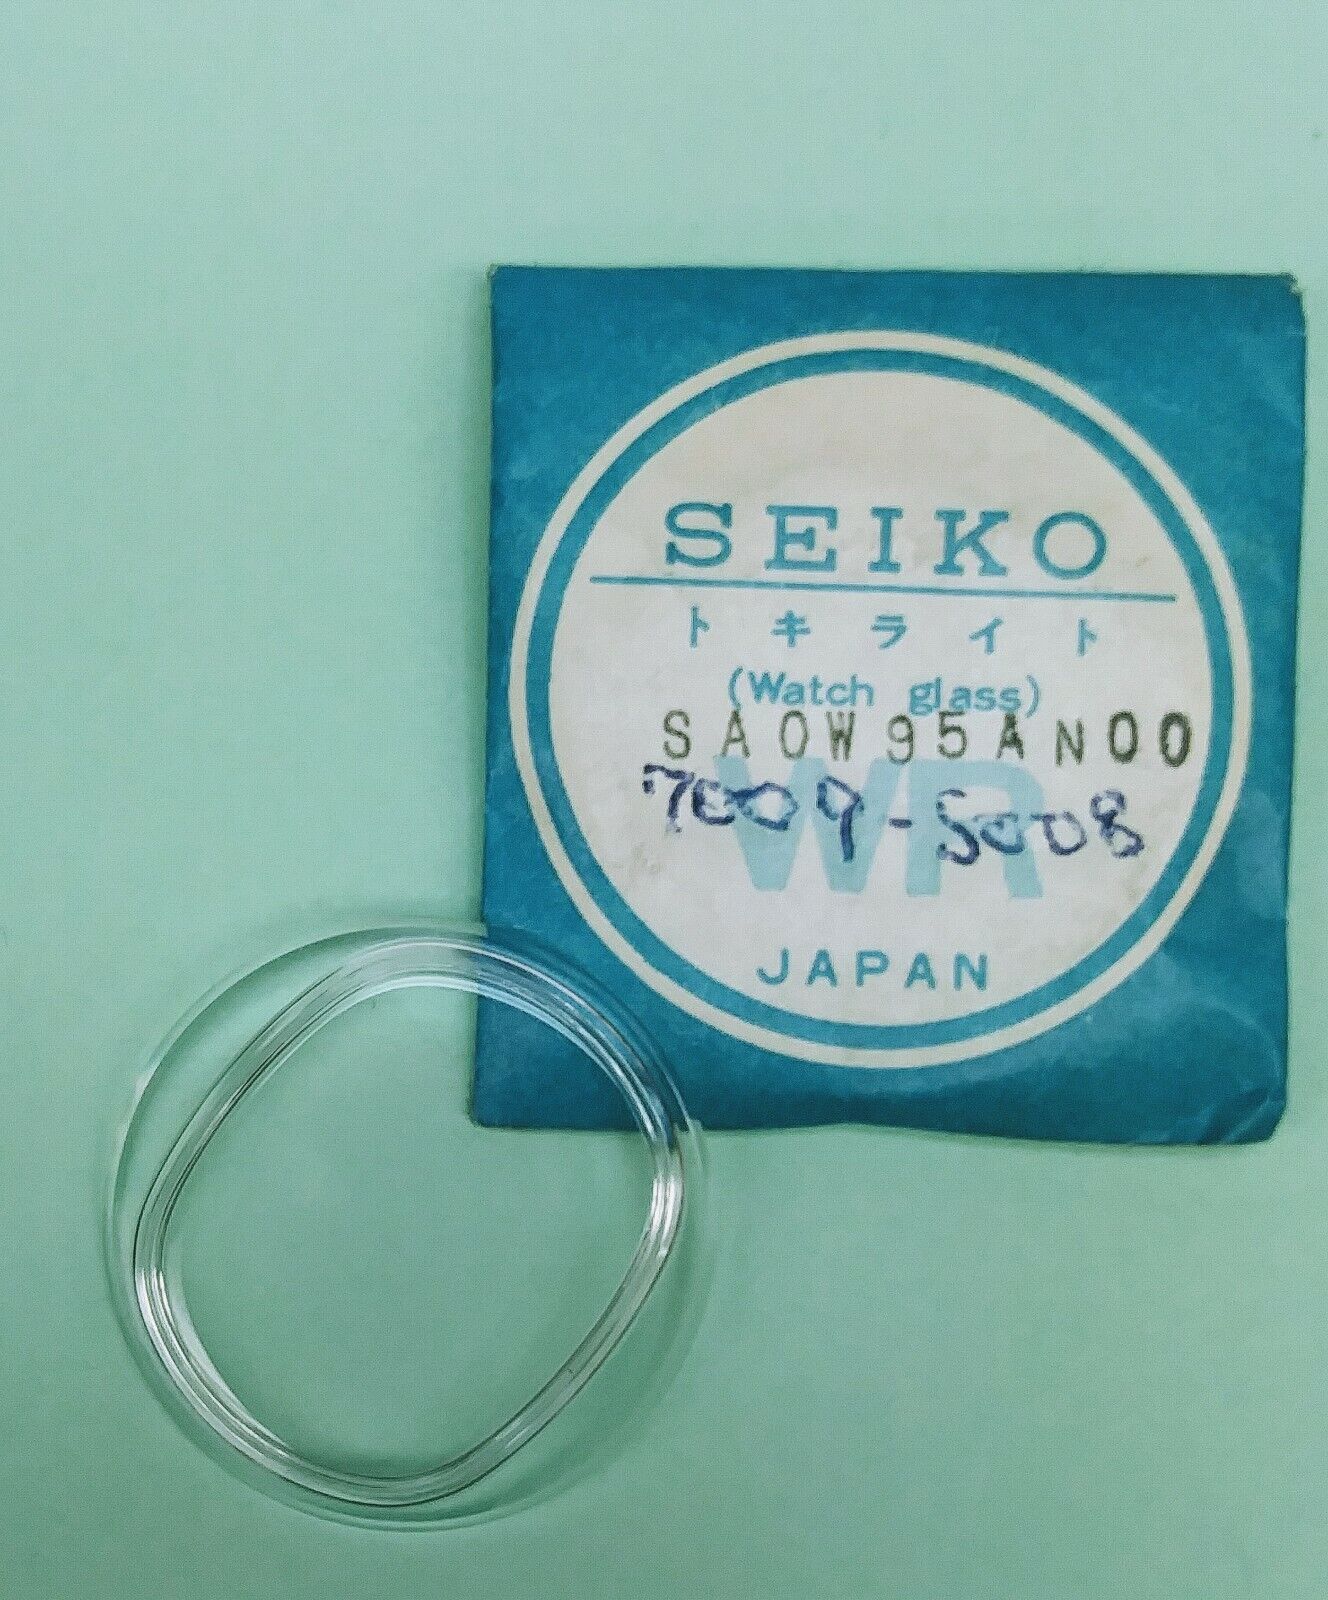 SEIKO
トキライト
(Watch glass)
SA0W95AN00
7009-5008
WR
JAPAN